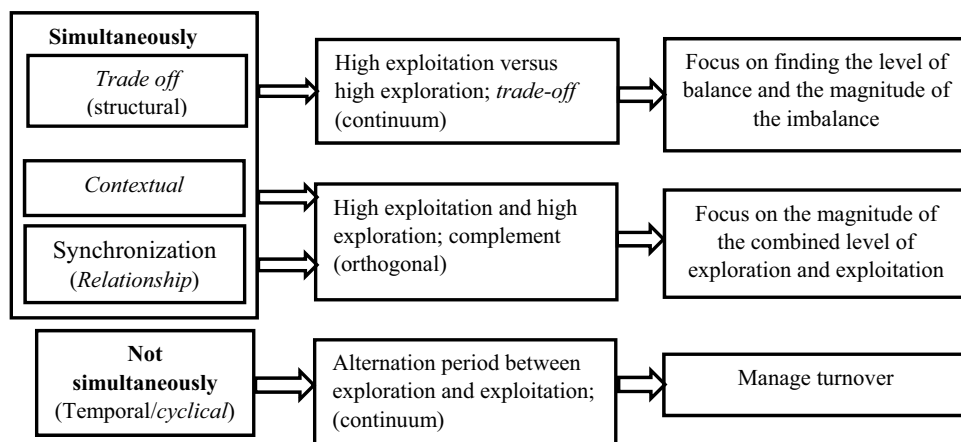 Simultaneously
Trade off
(structural)
High exploitation versus
high exploration; trade-off
(continuum)
Focus on finding the level of
balance and the magnitude of
the imbalance
Contextual
Synchronization
(Relationship)
High exploitation and high
exploration; complement
(orthogonal)
Focus on the magnitude of
the combined level of
exploration and exploitation
Not
simultaneously
(Temporal/cyclical)
Alternation period between
exploration and exploitation;
(continuum)
Manage turnover